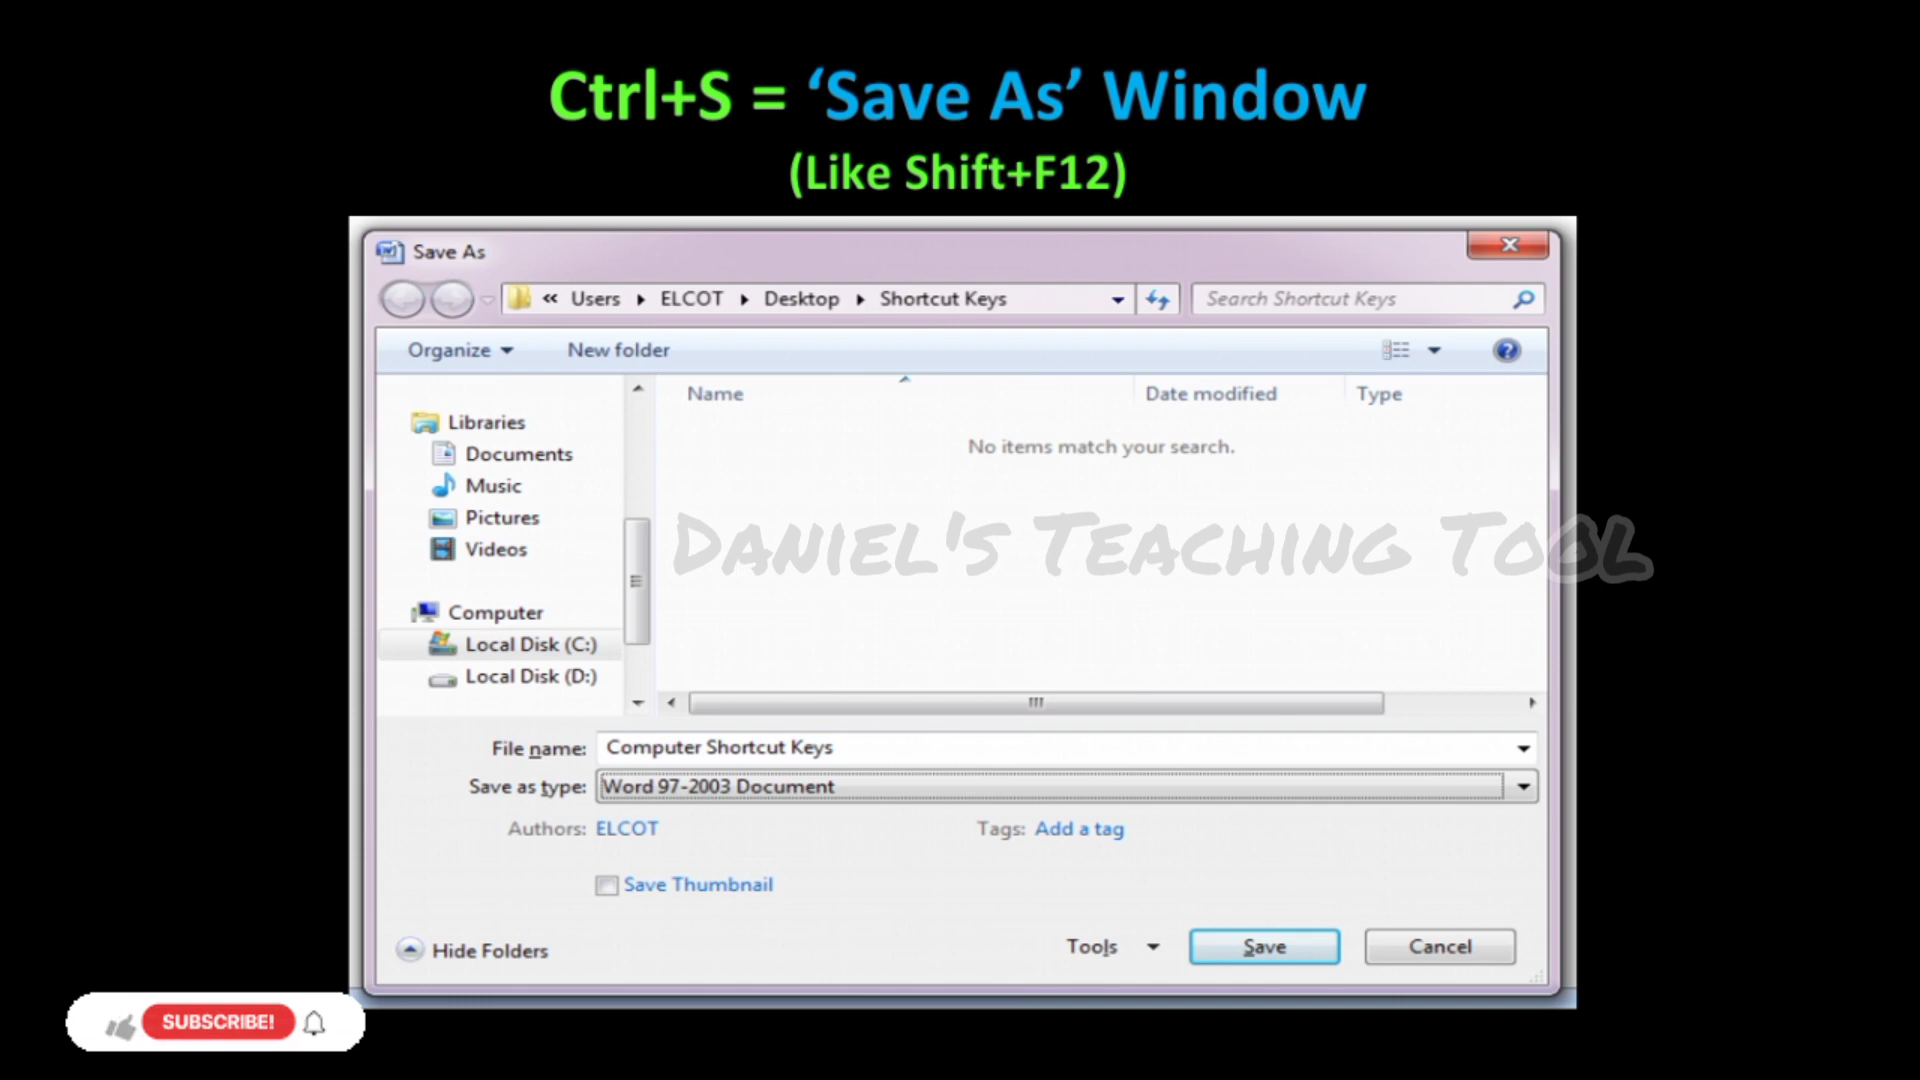 Ctrl+S = ‘Save As’ Window
(Like Shift+F12)
Save As
« Users ▸ ELCOT ▸ Desktop ▸ Shortcut Keys
Search Shortcut Keys
Organize
New folder
Name
Date modified
Type
Libraries
Documents
Music
Pictures
Videos
Computer
Local Disk (C:)
Local Disk (D:)
No items match your search.
Daniel's Teaching Tool
File name: Computer Shortcut Keys
Save as type: Word 97-2003 Document
Authors: ELCOT
Tags: Add a tag
Save Thumbnail
Hide Folders
Tools
Save
Cancel
SUBSCRIBE!